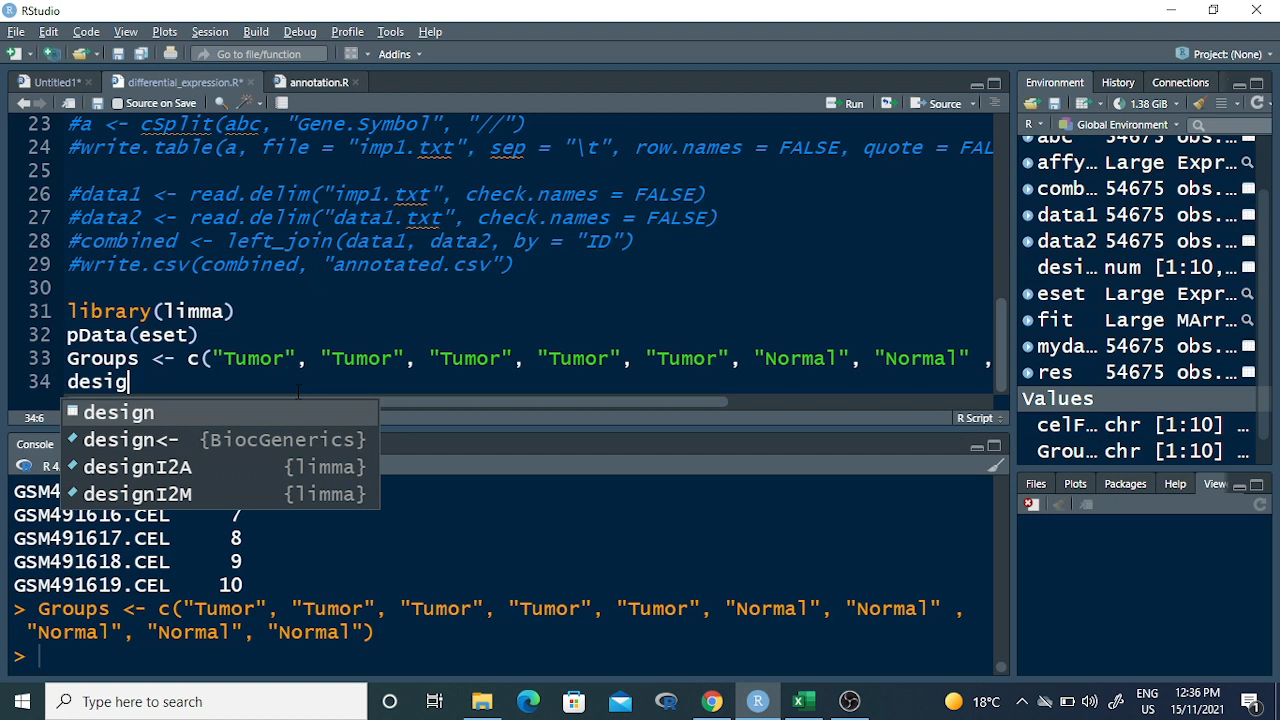 RStudio
File Edit Code View Plots Session Build Debug Profile Tools Help
Go to file/function Addins Project: (None)
Untitled1* differential_expression.R* annotation.R
Source on Save Run Source
23 #a <- cSplit(abc, "Gene.Symbol", "//")
24 #write.table(a, file = "imp1.txt", sep = "\t", row.names = FALSE, quote = FAL
25
26 #data1 <- read.delim("imp1.txt", check.names = FALSE)
27 #data2 <- read.delim("data1.txt", check.names = FALSE)
28 #combined <- left_join(data1, data2, by = "ID")
29 #write.csv(combined, "annotated.csv")
30
31 library(limma)
32 pData(eset)
33 Groups <- c("Tumor", "Tumor", "Tumor", "Tumor", "Tumor", "Normal", "Normal" ,
34 desig
design
design<- {BiocGenerics}
designI2A {limma}
designI2M {limma}
34:6 R Script
Console
R 4
GSM4
GSM491616.CEL 7
GSM491617.CEL 8
GSM491618.CEL 9
GSM491619.CEL 10
> Groups <- c("Tumor", "Tumor", "Tumor", "Tumor", "Tumor", "Normal", "Normal" ,
"Normal", "Normal", "Normal")
>
Environment History Connections
1.38 GiB
R Global Environment
abc 54675 obs.
affy Large Expr
comb 54675 obs.
data1 54675 obs.
data2 54675 obs.
desi num [1:10,
eset Large Expr
fit Large MArr
myda 54675 obs.
res 54675 obs.
Values
celF chr [1:10]
Grou chr [1:10]
Files Plots Packages Help View
Type here to search
18°C
ENG
US
12:36 PM
15/11/2021
1